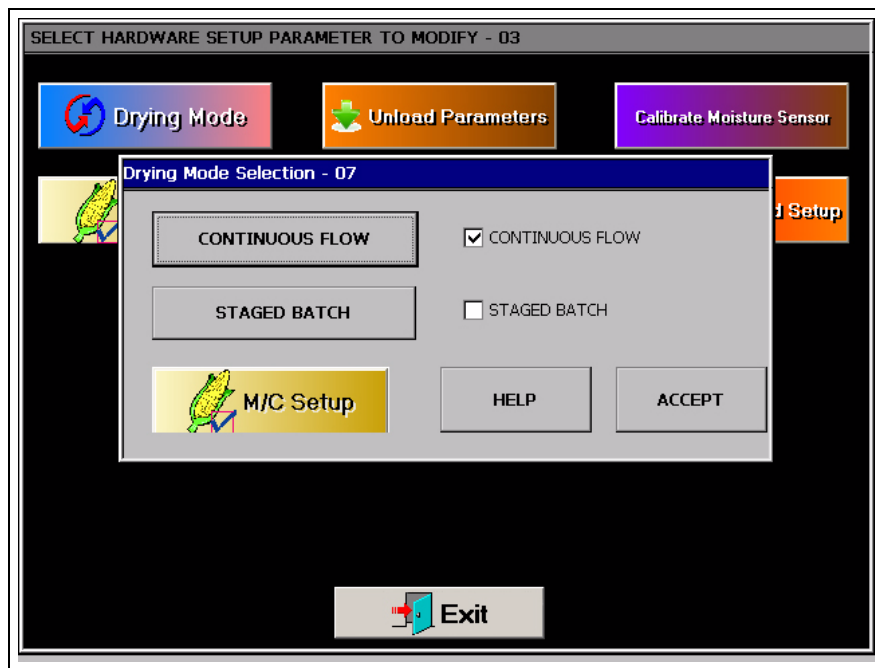 SELECT HARDWARE SETUP PARAMETER TO MODIFY - 03
Drying Mode
Unload Parameters
Calibrate Moisture Sensor
Setup
Drying Mode Selection - 07
CONTINUOUS FLOW
CONTINUOUS FLOW
STAGED BATCH
STAGED BATCH
M/C Setup
HELP
ACCEPT
Exit